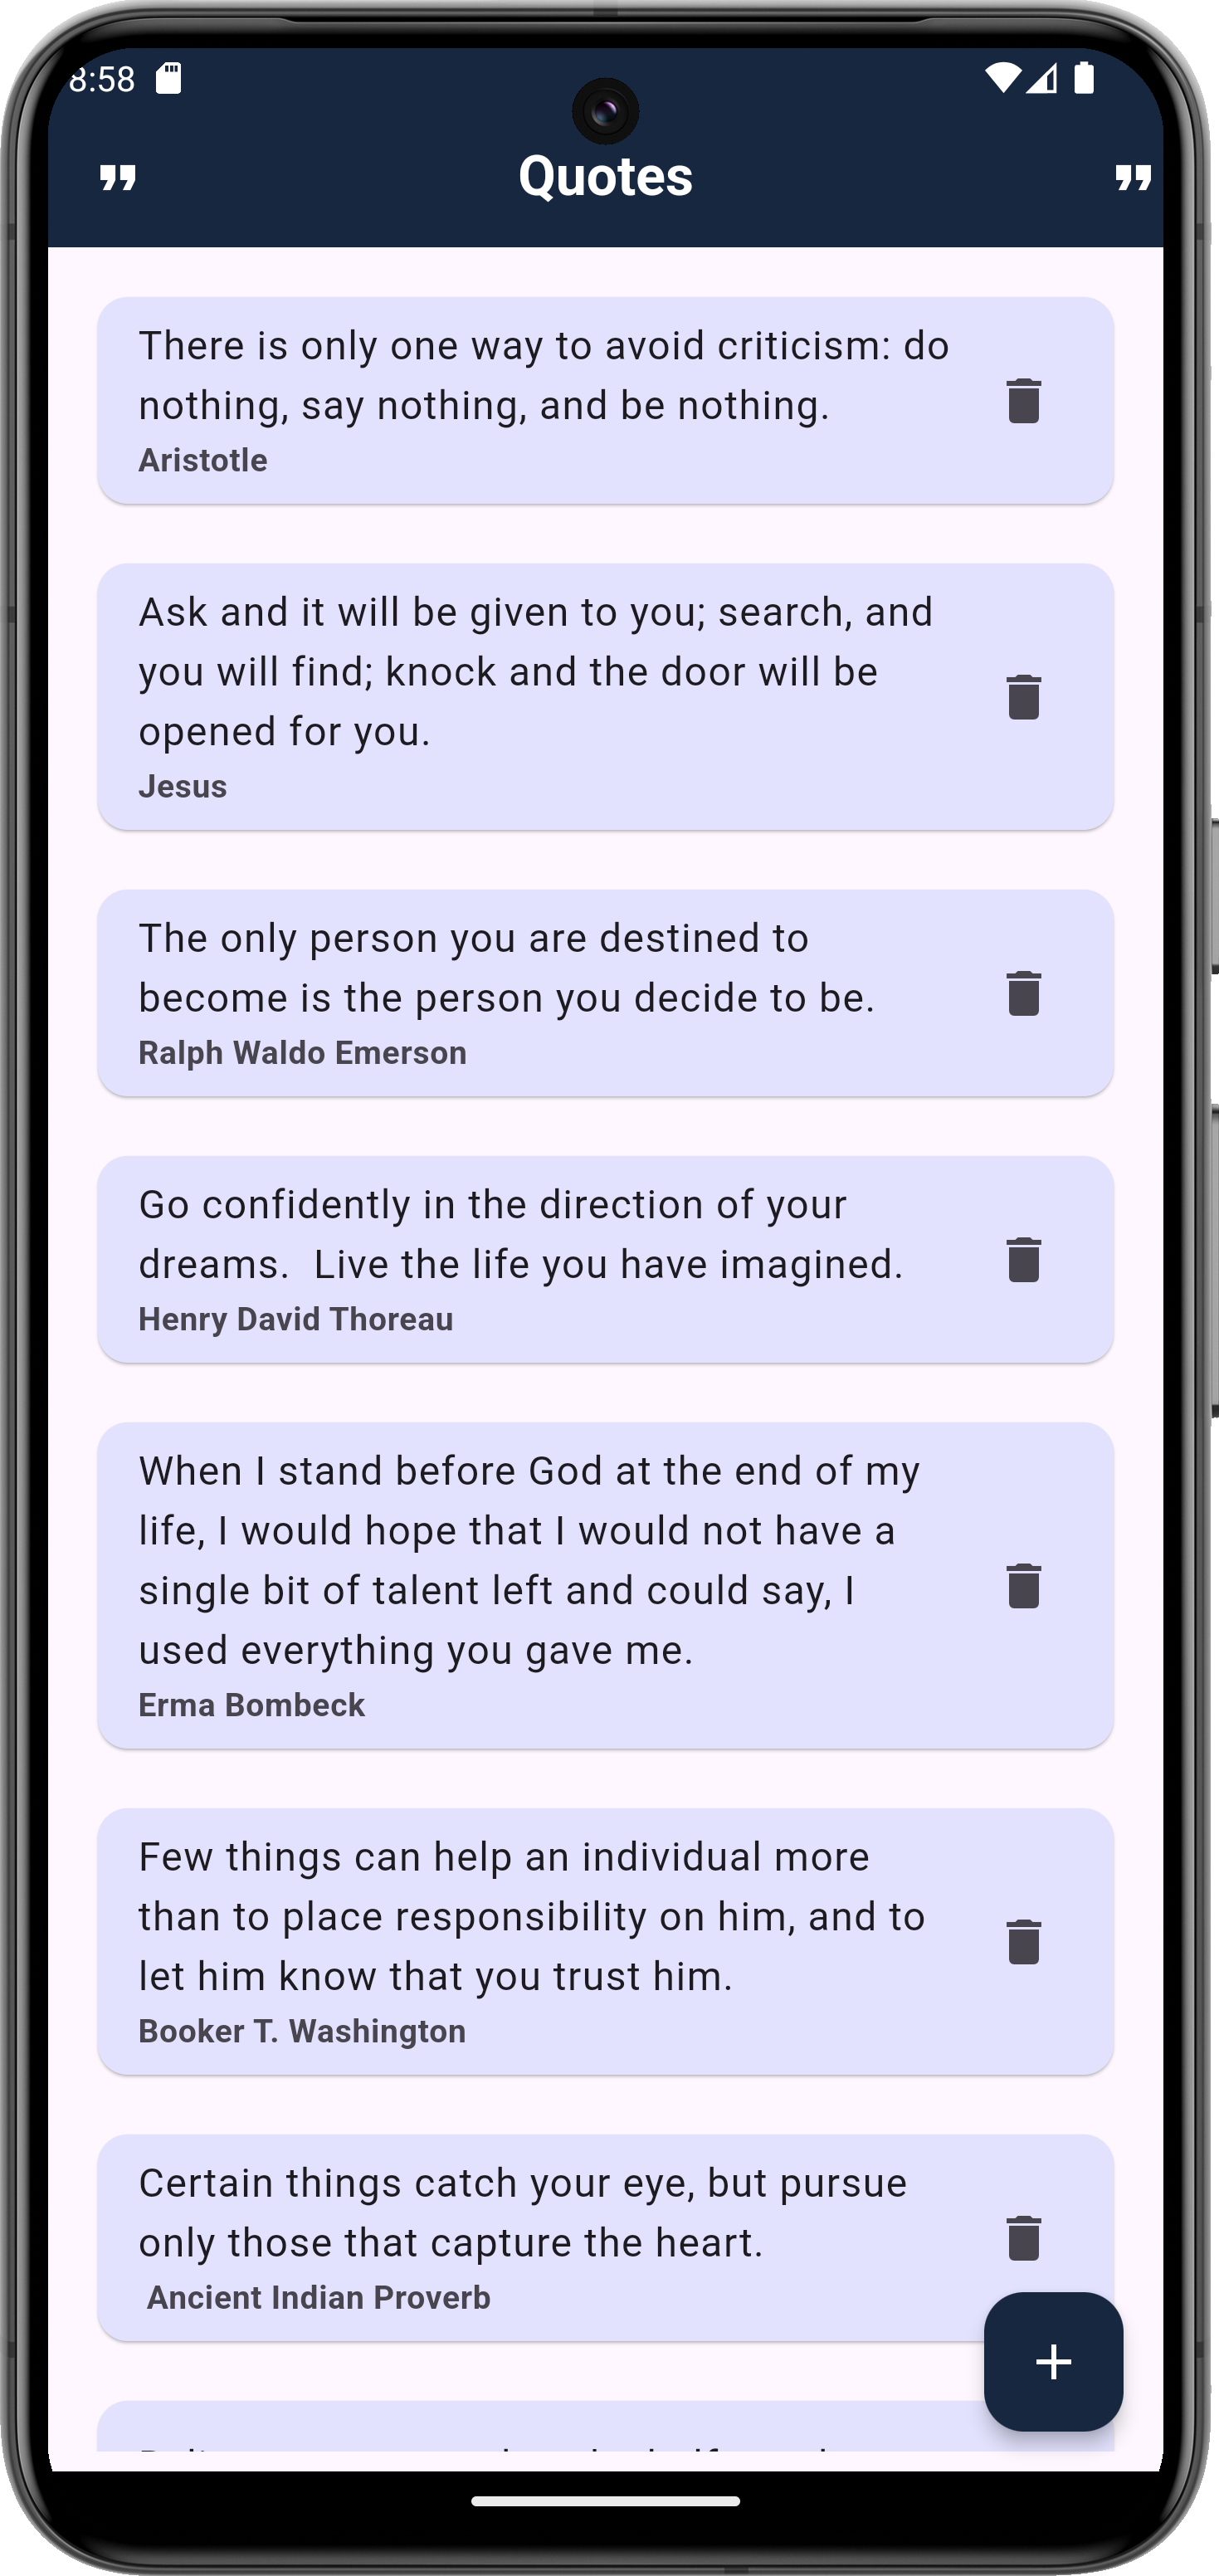 8:58
Quotes
There is only one way to avoid criticism: do
nothing, say nothing, and be nothing.
Aristotle
Ask and it will be given to you; search, and
you will find; knock and the door will be
opened for you.
Jesus
The only person you are destined to
become is the person you decide to be.
Ralph Waldo Emerson
Go confidently in the direction of your
dreams.  Live the life you have imagined.
Henry David Thoreau
When I stand before God at the end of my
life, I would hope that I would not have a
single bit of talent left and could say, I
used everything you gave me.
Erma Bombeck
Few things can help an individual more
than to place responsibility on him, and to
let him know that you trust him.
Booker T. Washington
Certain things catch your eye, but pursue
only those that capture the heart.
Ancient Indian Proverb